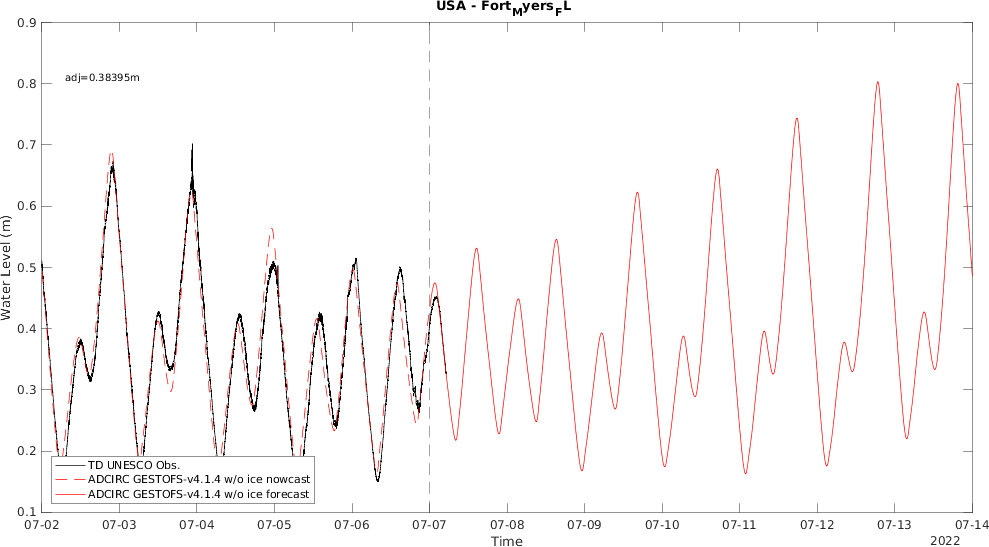 USA - FortMyersFL
0.9
adj=0.38395m
0.8
0.7
0.6
0.5
0.4
0.3
0.2
0.1
Water Level (m)
TD UNESCO Obs.
ADCIRC GESTOFS-v4.1.4 w/o ice nowcast
ADCIRC GESTOFS-v4.1.4 w/o ice forecast
07-02 07-03 07-04 07-05 07-06 07-07 07-08 07-09 07-10 07-11 07-12 07-13 07-14
Time
2022